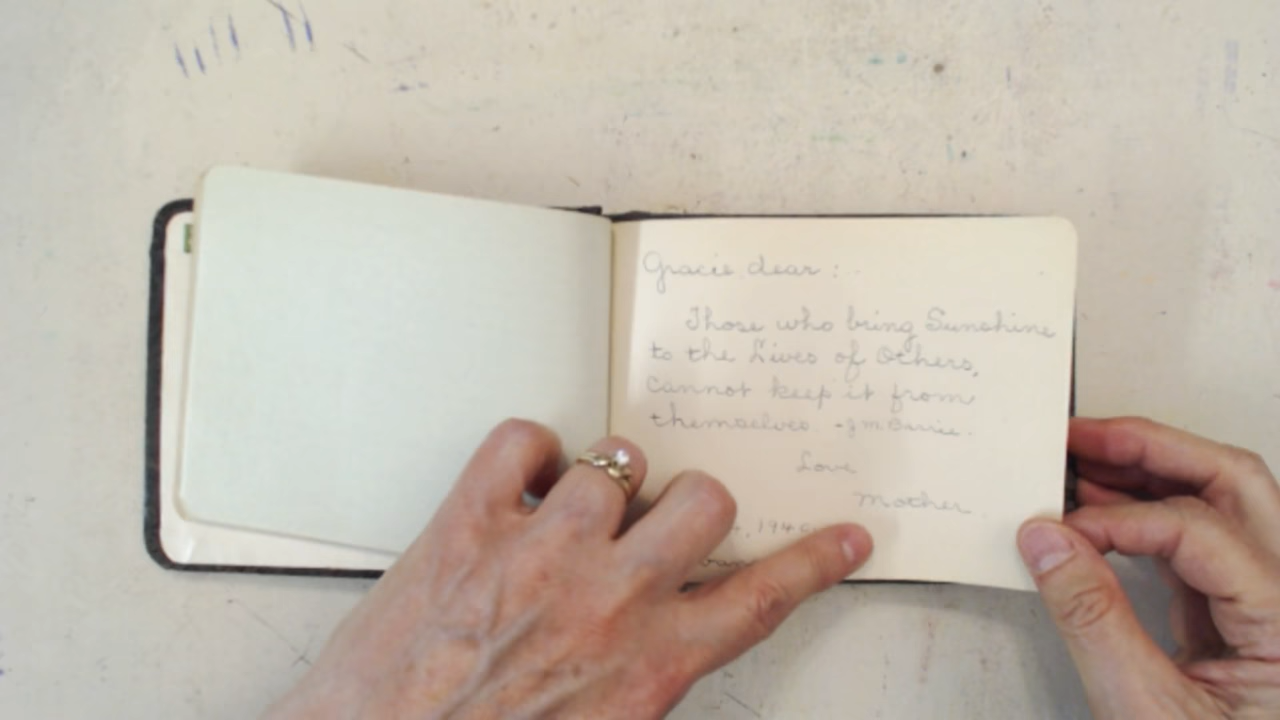 Gracie dear :
Those who bring Sunshine
to the Lives of Others,
cannot keep it from
themselves. -J.M. Barrie.
Love
Mother.